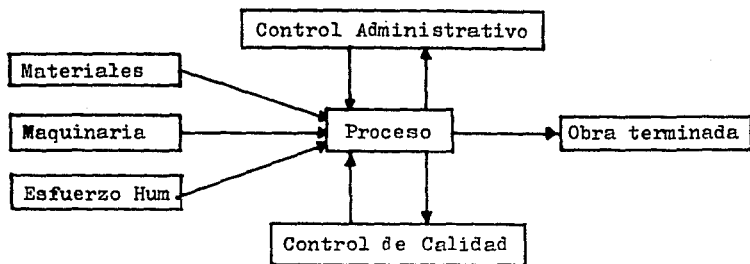 Control Administrativo
Materiales
Maquinaria
Proceso
Obra terminada
Esfuerzo Hum
Control de Calidad